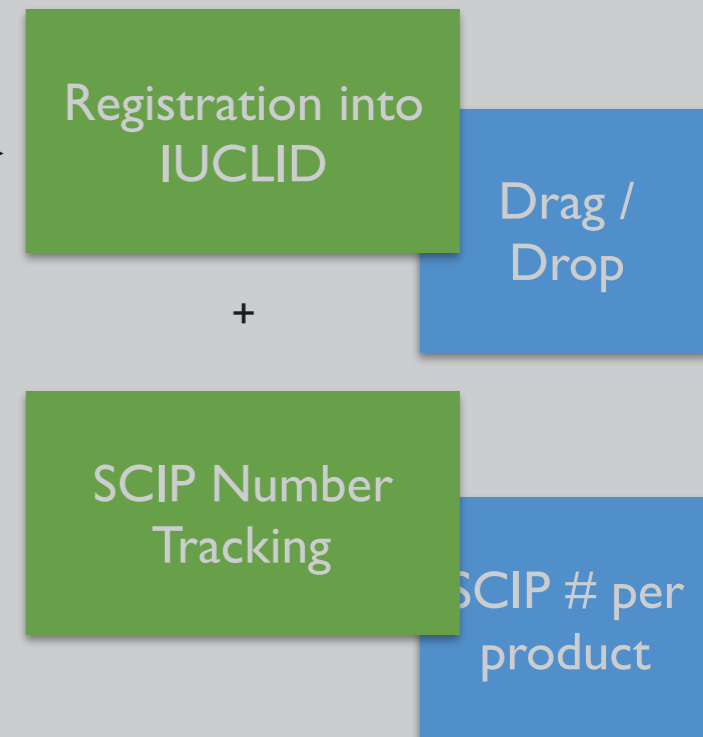 Registration into
IUCLID
Drag /
Drop
+
SCIP Number
Tracking
SCIP # per
product